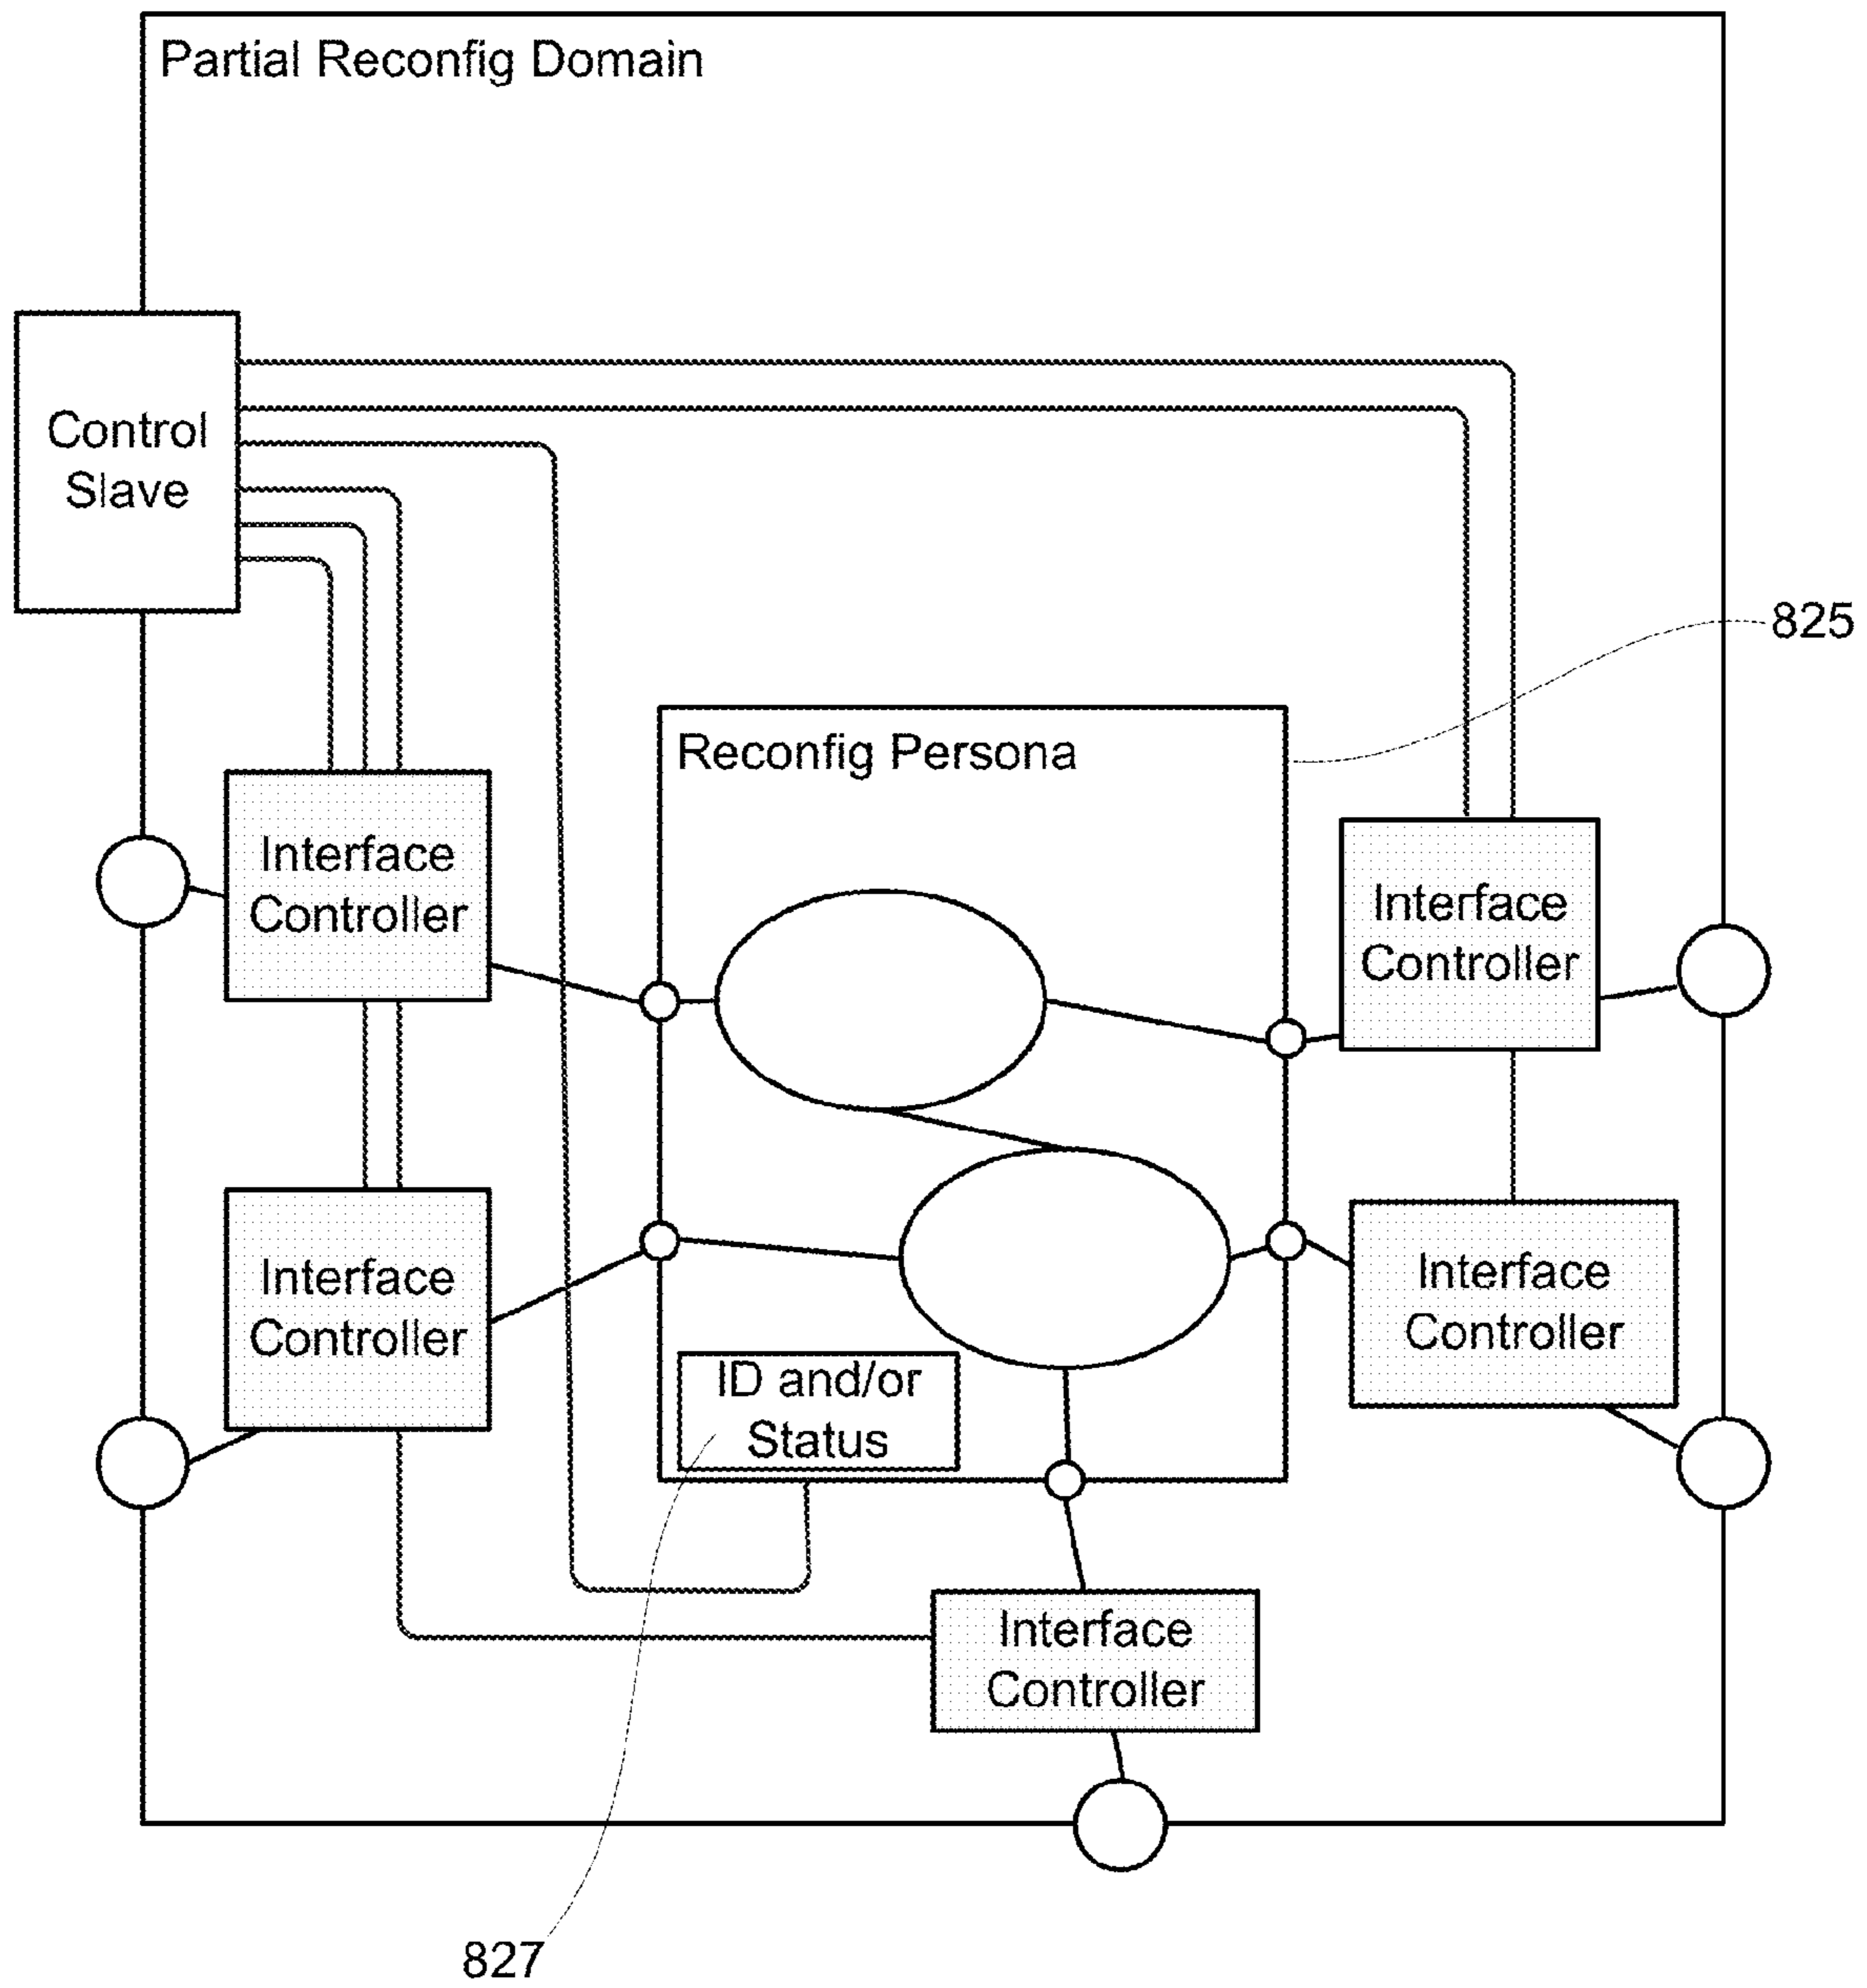 Partial Reconfig Domain
Control
Slave
825
Reconfig Persona
Interface
Controller
Interface
Controller
Interface
Controller
Interface
Controller
ID and/or
Status
Interface
Controller
827